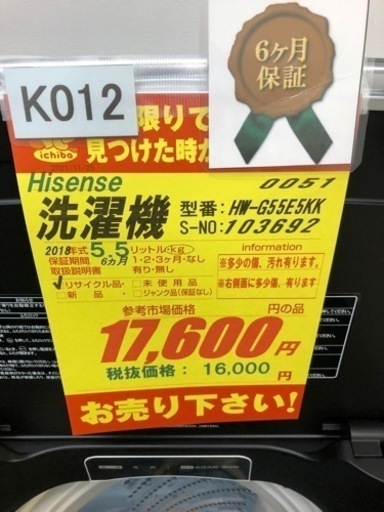 K012
6ヶ月
保証
限りで
ichiba
見つけた時が
Hisense
0051
洗濯機
型番: HW-G55E5KK
S-NO: 103692
2018年式 5.5 リットル・kg
保証期間 6ヵ月 1・2・3ヶ月・なし
取扱説明書 有り・無し
information
※多少の傷、汚れ有ります。
※右側面に多少、傷有ります。
✓リサイクル品・ □未使用品
□新品・ □ジャンク品(保証なし)
参考市場価格 円の品
17,600円
税抜価格: 16,000円
お売り下さい!